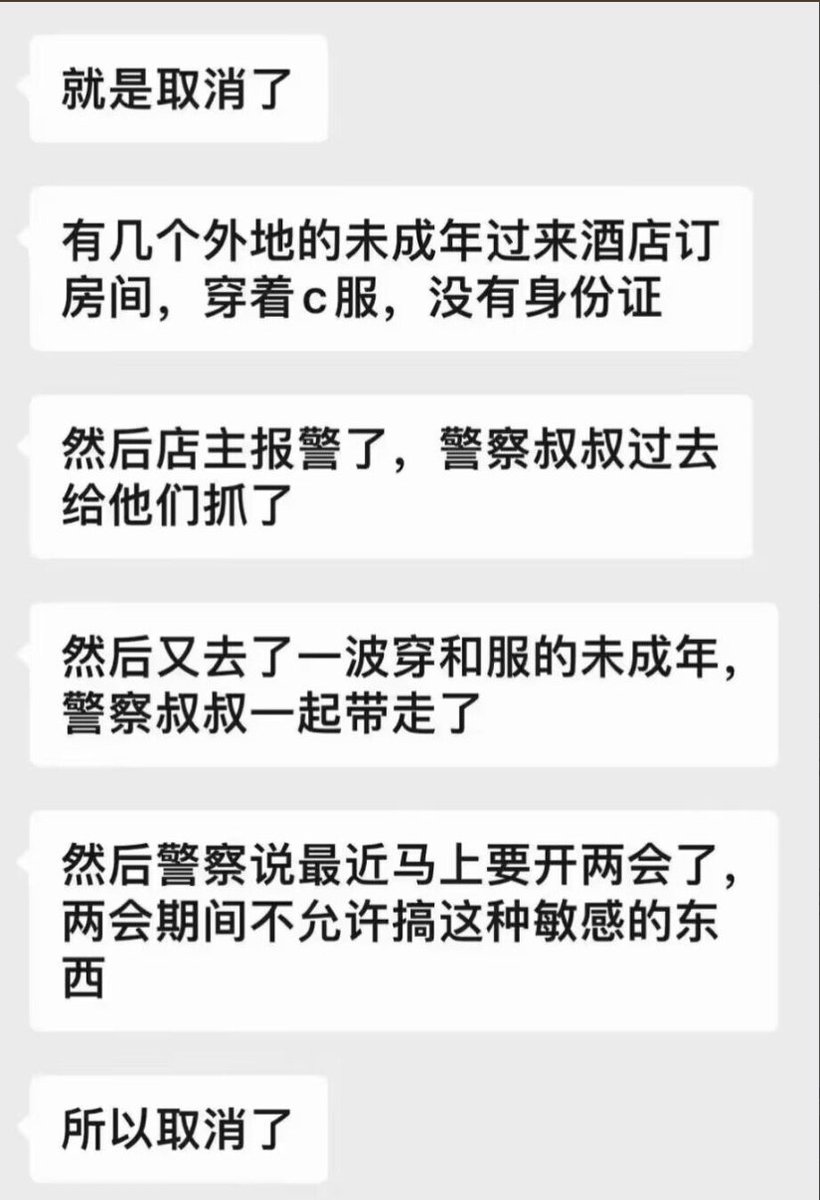 就是取消了
有几个外地的未成年过来酒店订
房间，穿着c服，没有身份证
然后店主报警了，警察叔叔过去
给他们抓了
然后又去了一波穿和服的未成年，
警察叔叔一起带走了
然后警察说最近马上要开两会了，
两会期间不允许搞这种敏感的东
西
所以取消了